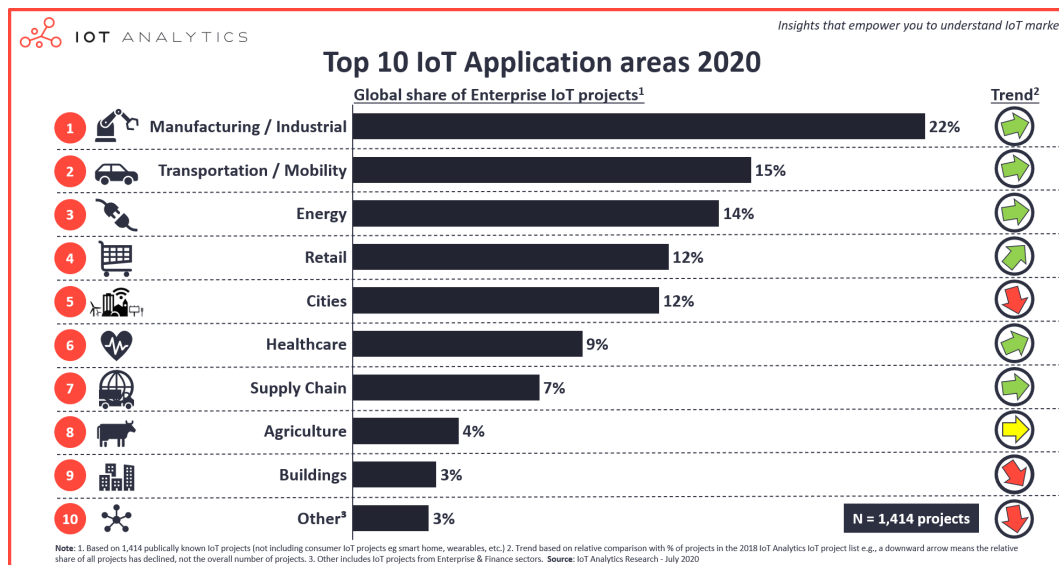 Insights that empower you to understand IoT marke
IOT ANALYTICS
Top 10 IoT Application areas 2020
Global share of Enterprise IoT projects¹
Trend²
1 Manufacturing / Industrial 22%
2 Transportation / Mobility 15%
3 Energy 14%
4 Retail 12%
5 Cities 12%
6 Healthcare 9%
7 Supply Chain 7%
8 Agriculture 4%
9 Buildings 3%
10 Other³ 3%
N = 1,414 projects
Note: 1. Based on 1,414 publically known IoT projects (not including consumer IoT projects eg smart home, wearables, etc.) 2. Trend based on relative comparison with % of projects in the 2018 IoT Analytics IoT project list e.g., a downward arrow means the relative
share of all projects has declined, not the overall number of projects. 3. Other includes IoT projects from Enterprise & Finance sectors. Source: IoT Analytics Research - July 2020